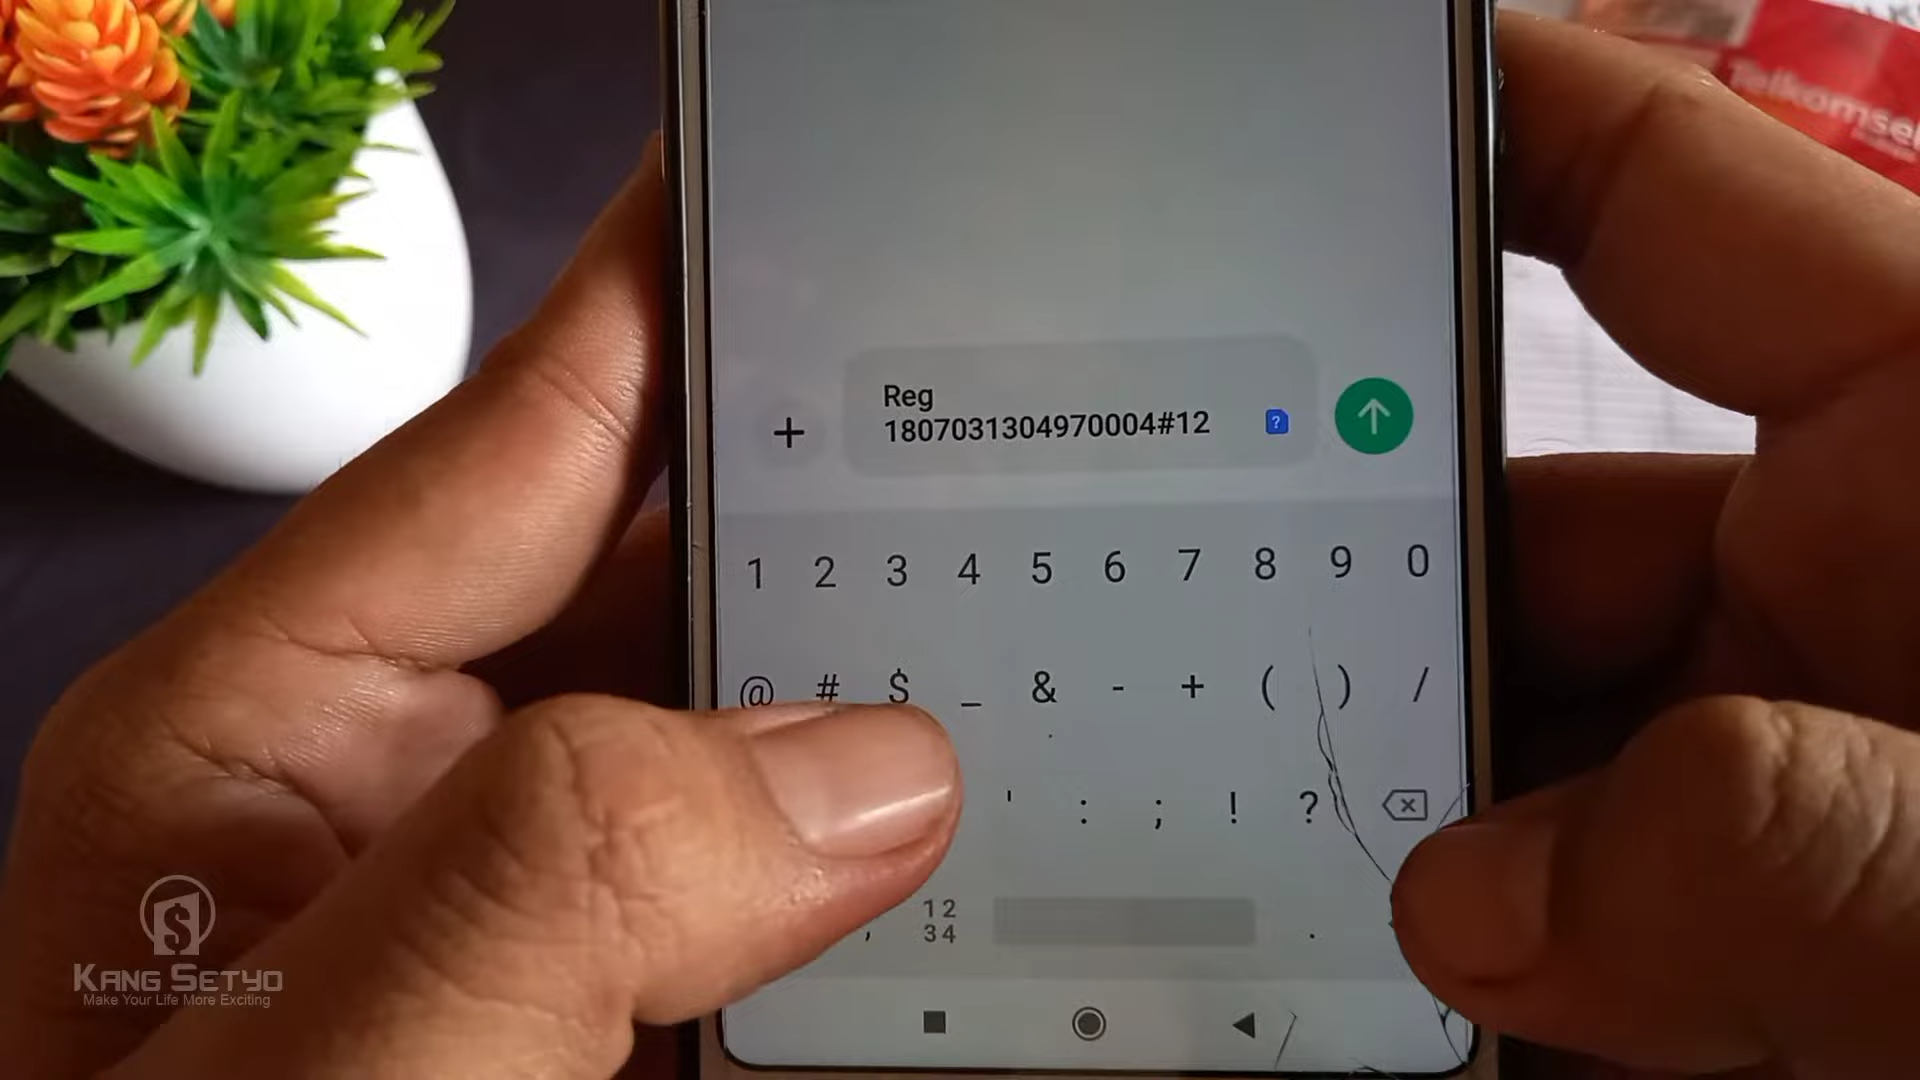 Telkomsel
Reg
1807031304970004#12
?
1 2 3 4 5 6 7 8 9 0
@ # $ _ & - + ( ) /
' : ; ! ?
, 12 .
34
KANG SETYO
Make Your Life More Exciting